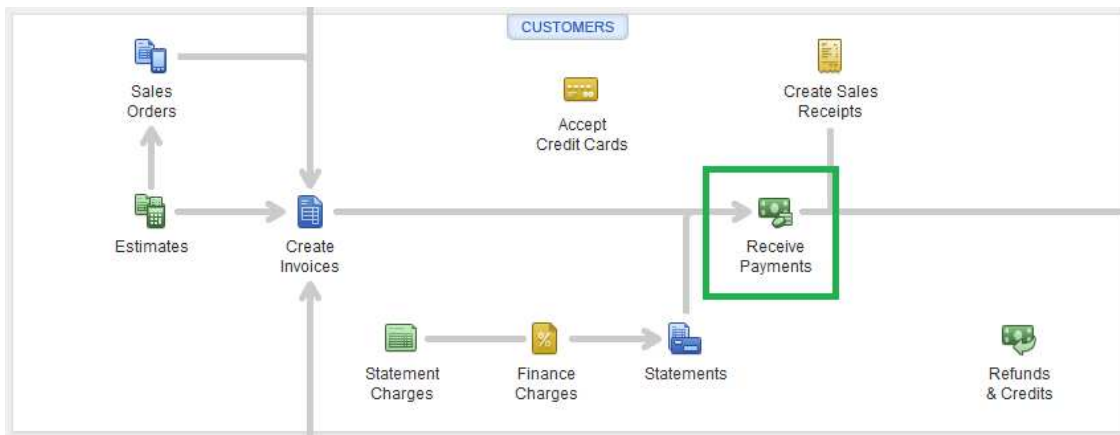 CUSTOMERS
Sales
Orders
Accept
Credit Cards
Create Sales
Receipts
Estimates
Create
Invoices
Receive
Payments
Statement
Charges
Finance
Charges
Statements
Refunds
& Credits